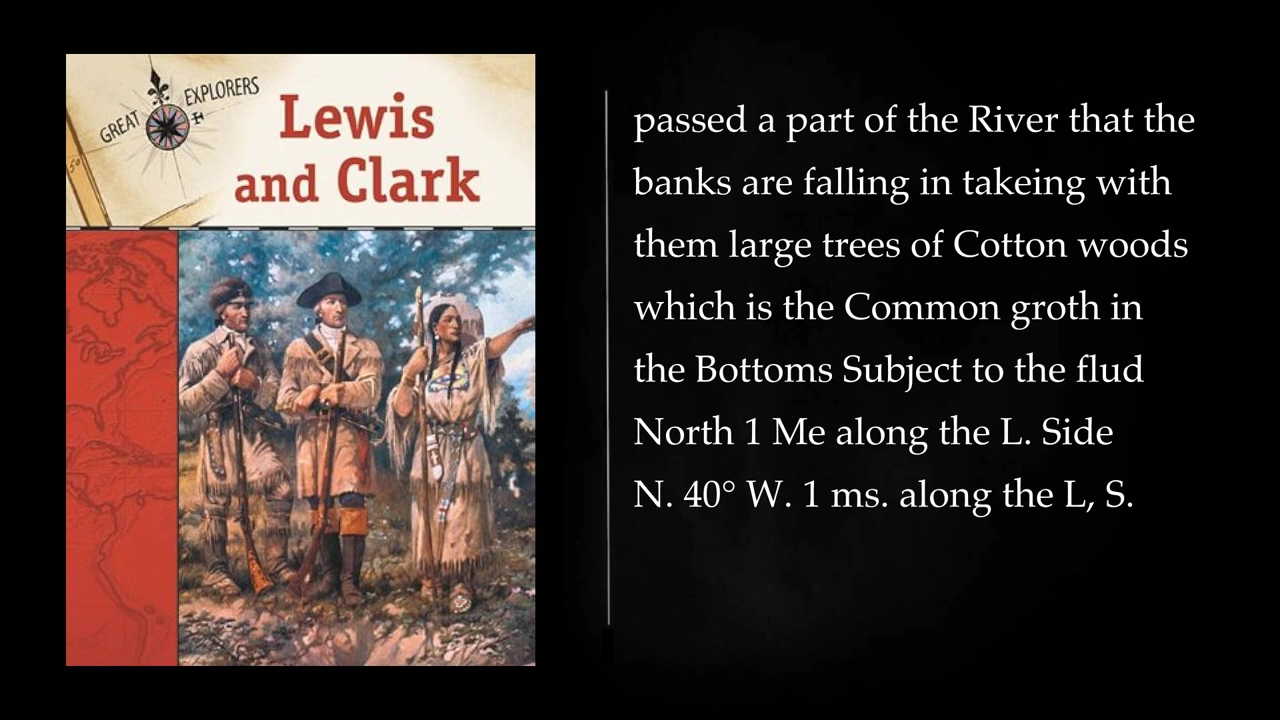 GREAT EXPLORERS
Lewis
and Clark
50
passed a part of the River that the
banks are falling in takeing with
them large trees of Cotton woods
which is the Common groth in
the Bottoms Subject to the flud
North 1 Me along the L. Side
N. 40° W. 1 ms. along the L, S.